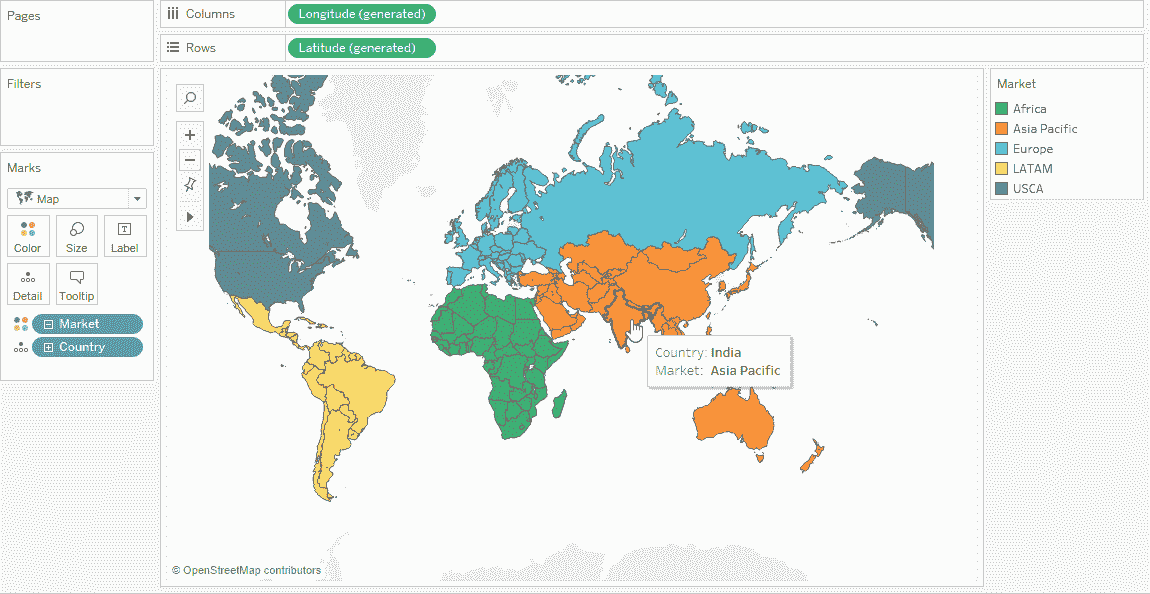 Pages
Columns
Longitude (generated)
Rows
Latitude (generated)
Filters
Marks
Map
Color
Size
Label
Detail
Tooltip
Market
Country
Country: India
Market: Asia Pacific
© OpenStreetMap contributors
Market
Africa
Asia Pacific
Europe
LATAM
USCA